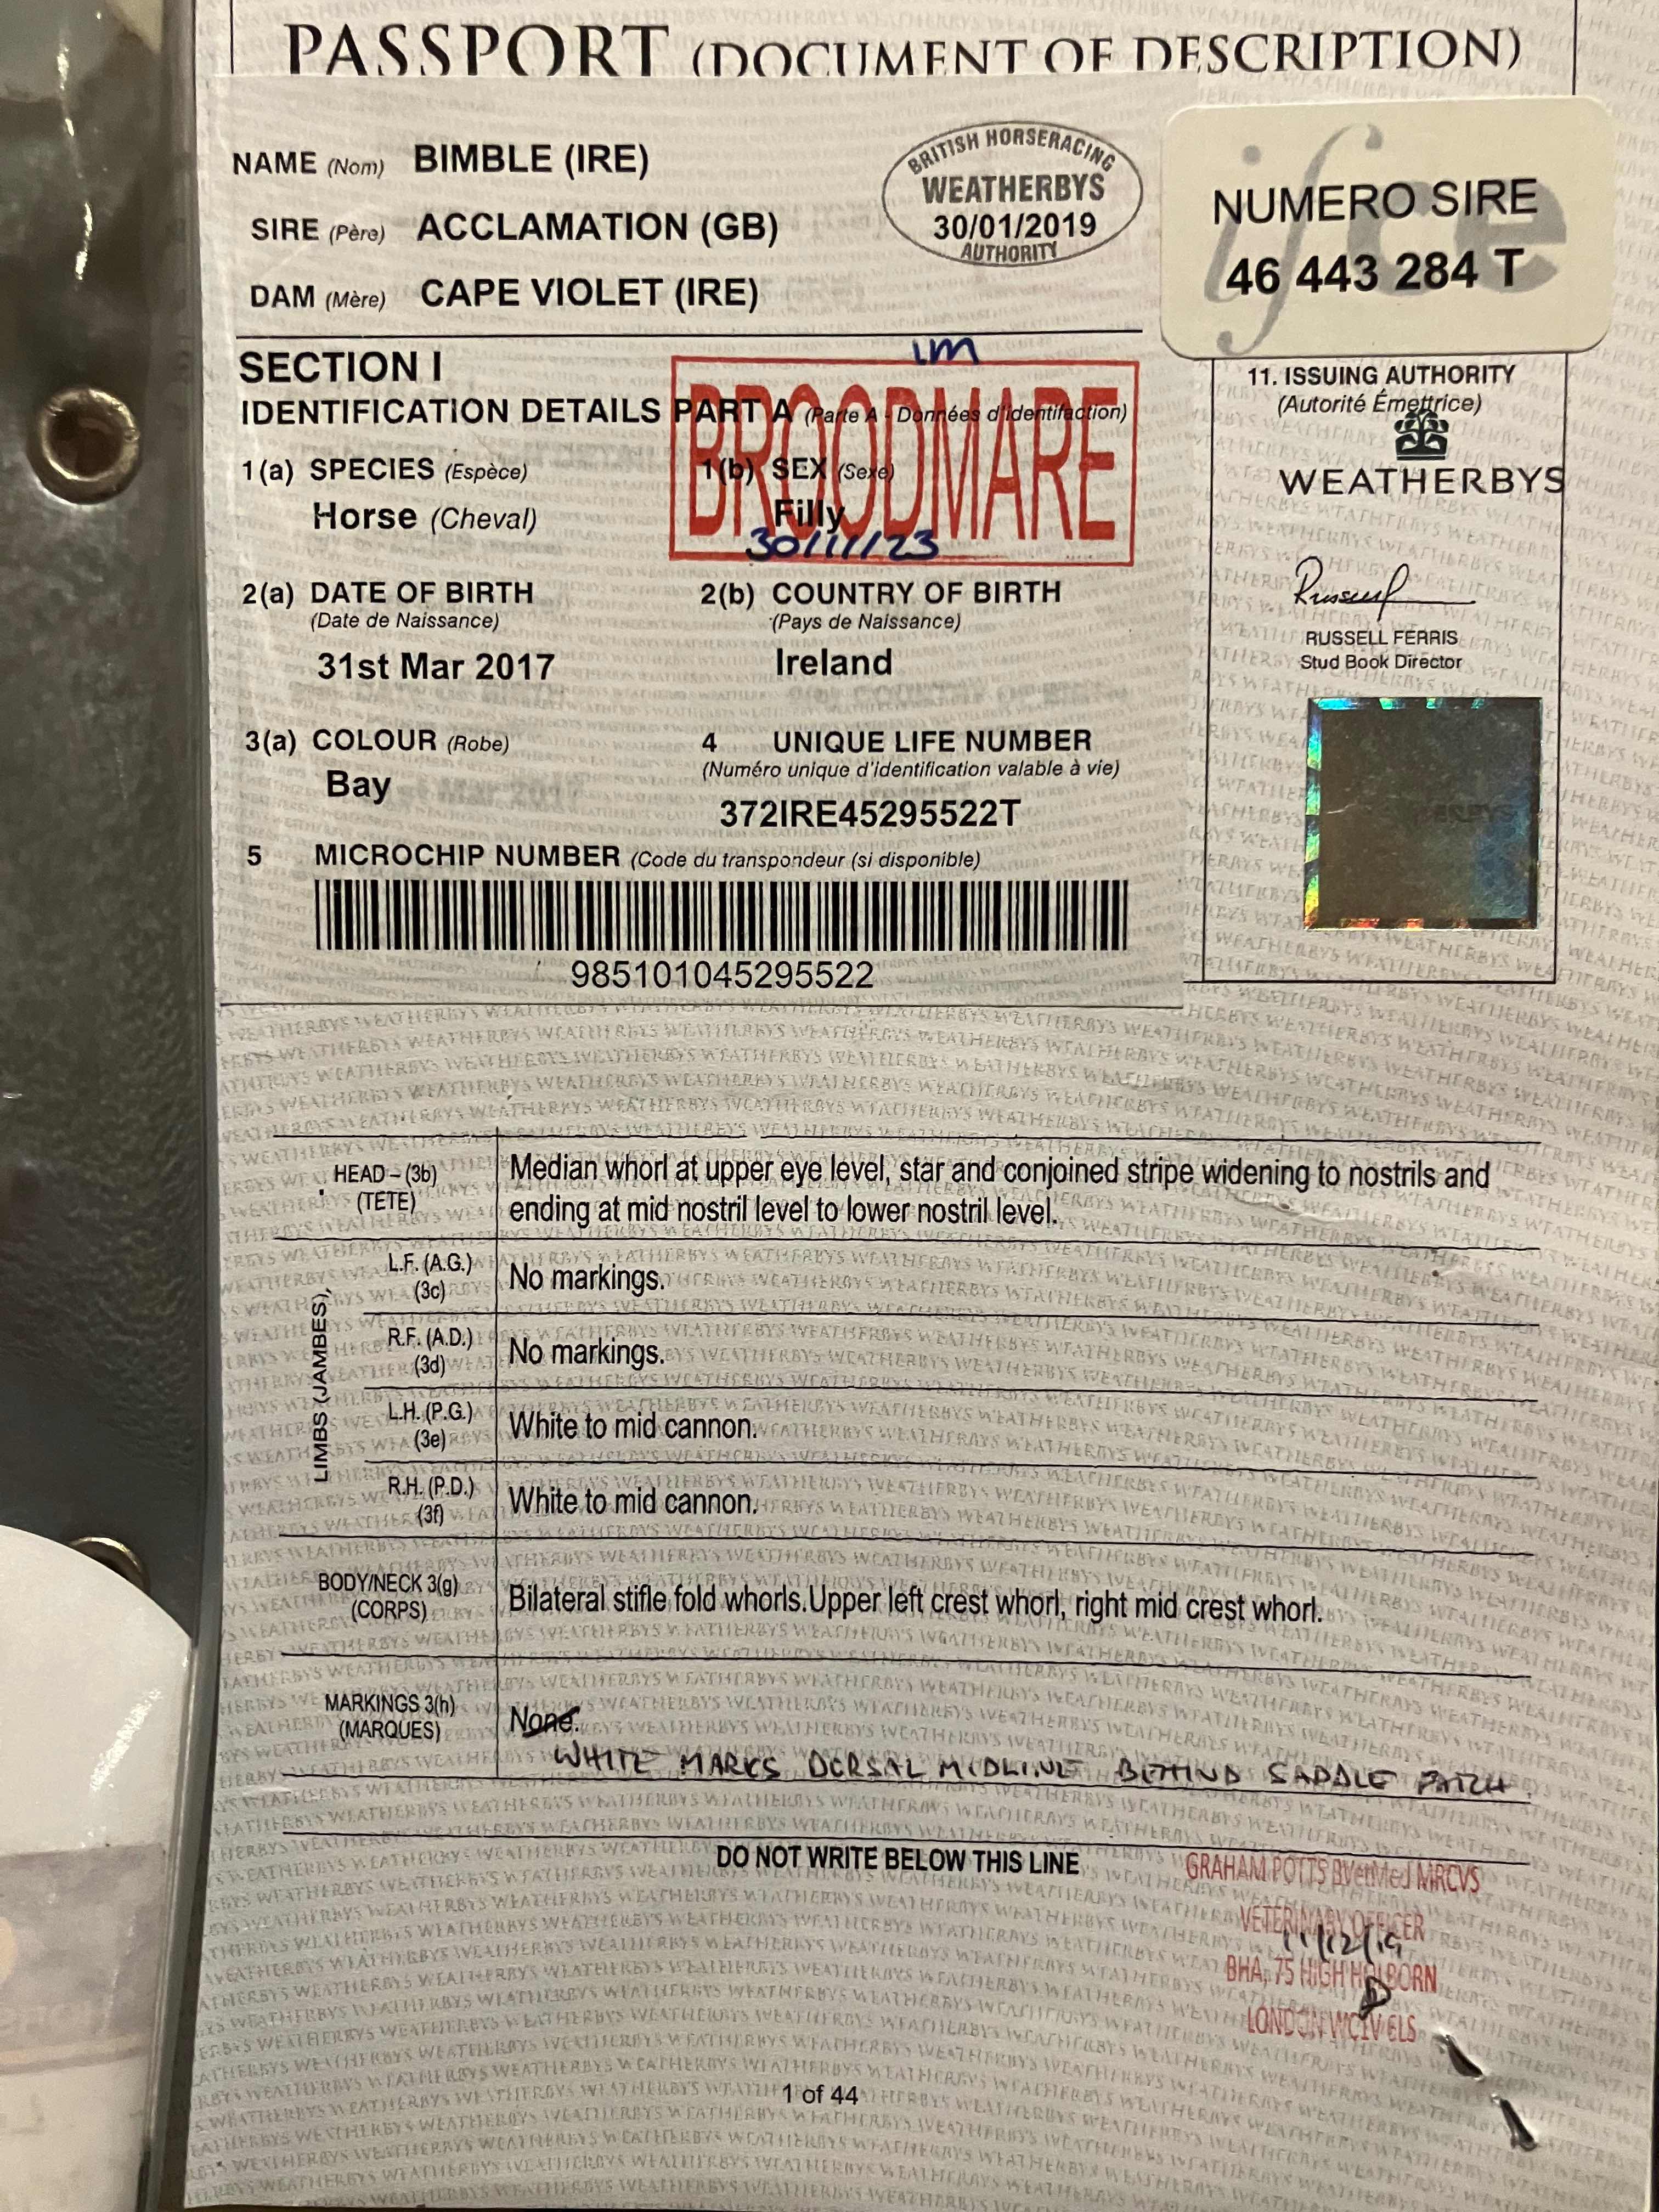 PASSPORT (DOCUMENT OF DESCRIPTION)
NAME (Nom) BIMBLE (IRE)
SIRE (Père) ACCLAMATION (GB)
DAM (Mère) CAPE VIOLET (IRE)
BRITISH HORSERACING
WEATHERBYS
30/01/2019
AUTHORITY
ifce
NUMERO SIRE
46 443 284 T
SECTION I
IDENTIFICATION DETAILS PART A (Partie A - Données d'identifaction)
BROODMARE
30/11/23
1(a) SPECIES (Espèce) 1(b) SEX (Sexe)
Horse (Cheval) Filly
2(a) DATE OF BIRTH 2(b) COUNTRY OF BIRTH
(Date de Naissance) (Pays de Naissance)
31st Mar 2017 Ireland
3(a) COLOUR (Robe) 4 UNIQUE LIFE NUMBER
(Numéro unique d'identification valable à vie)
Bay
372IRE45295522T
5 MICROCHIP NUMBER (Code du transpondeur (si disponible)
985101045295522
11. ISSUING AUTHORITY
(Autorité Émettrice)
WEATHERBYS
RUSSELL FERRIS
Stud Book Director
HEAD – (3b)
(TETE)
Median whorl at upper eye level, star and conjoined stripe widening to nostrils and
ending at mid nostril level to lower nostril level.
LIMBS (JAMBES)
L.F. (A.G.)
(3c)
No markings.
R.F. (A.D.)
(3d)
No markings.
L.H. (P.G.)
(3e)
White to mid cannon.
R.H. (P.D.)
(3f)
White to mid cannon.
BODY/NECK 3(g)
(CORPS)
Bilateral stifle fold whorls.Upper left crest whorl, right mid crest whorl.
MARKINGS 3(h)
(MARQUES)
None.
WHITE MARKS DORSAL MIDLINE BEHIND SADDLE PATCH.
DO NOT WRITE BELOW THIS LINE
GRAHAM POTTS BVetMed MRCVS
VETERINARY OFFICER
11/12/19
BHA, 75 HIGH HOLBORN
LONDON WC1V 6LS
1 of 44